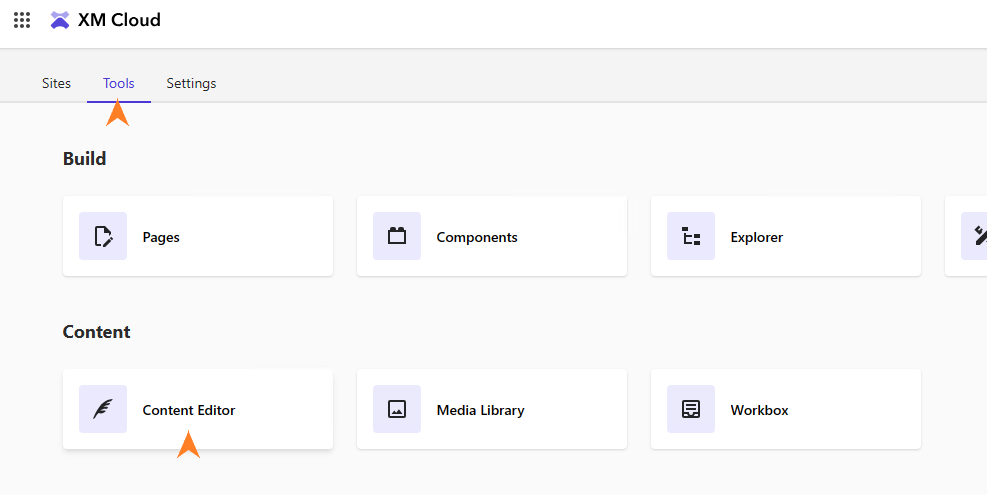 XM Cloud
Sites Tools Settings
Build
Pages Components Explorer
Content
Content Editor Media Library Workbox